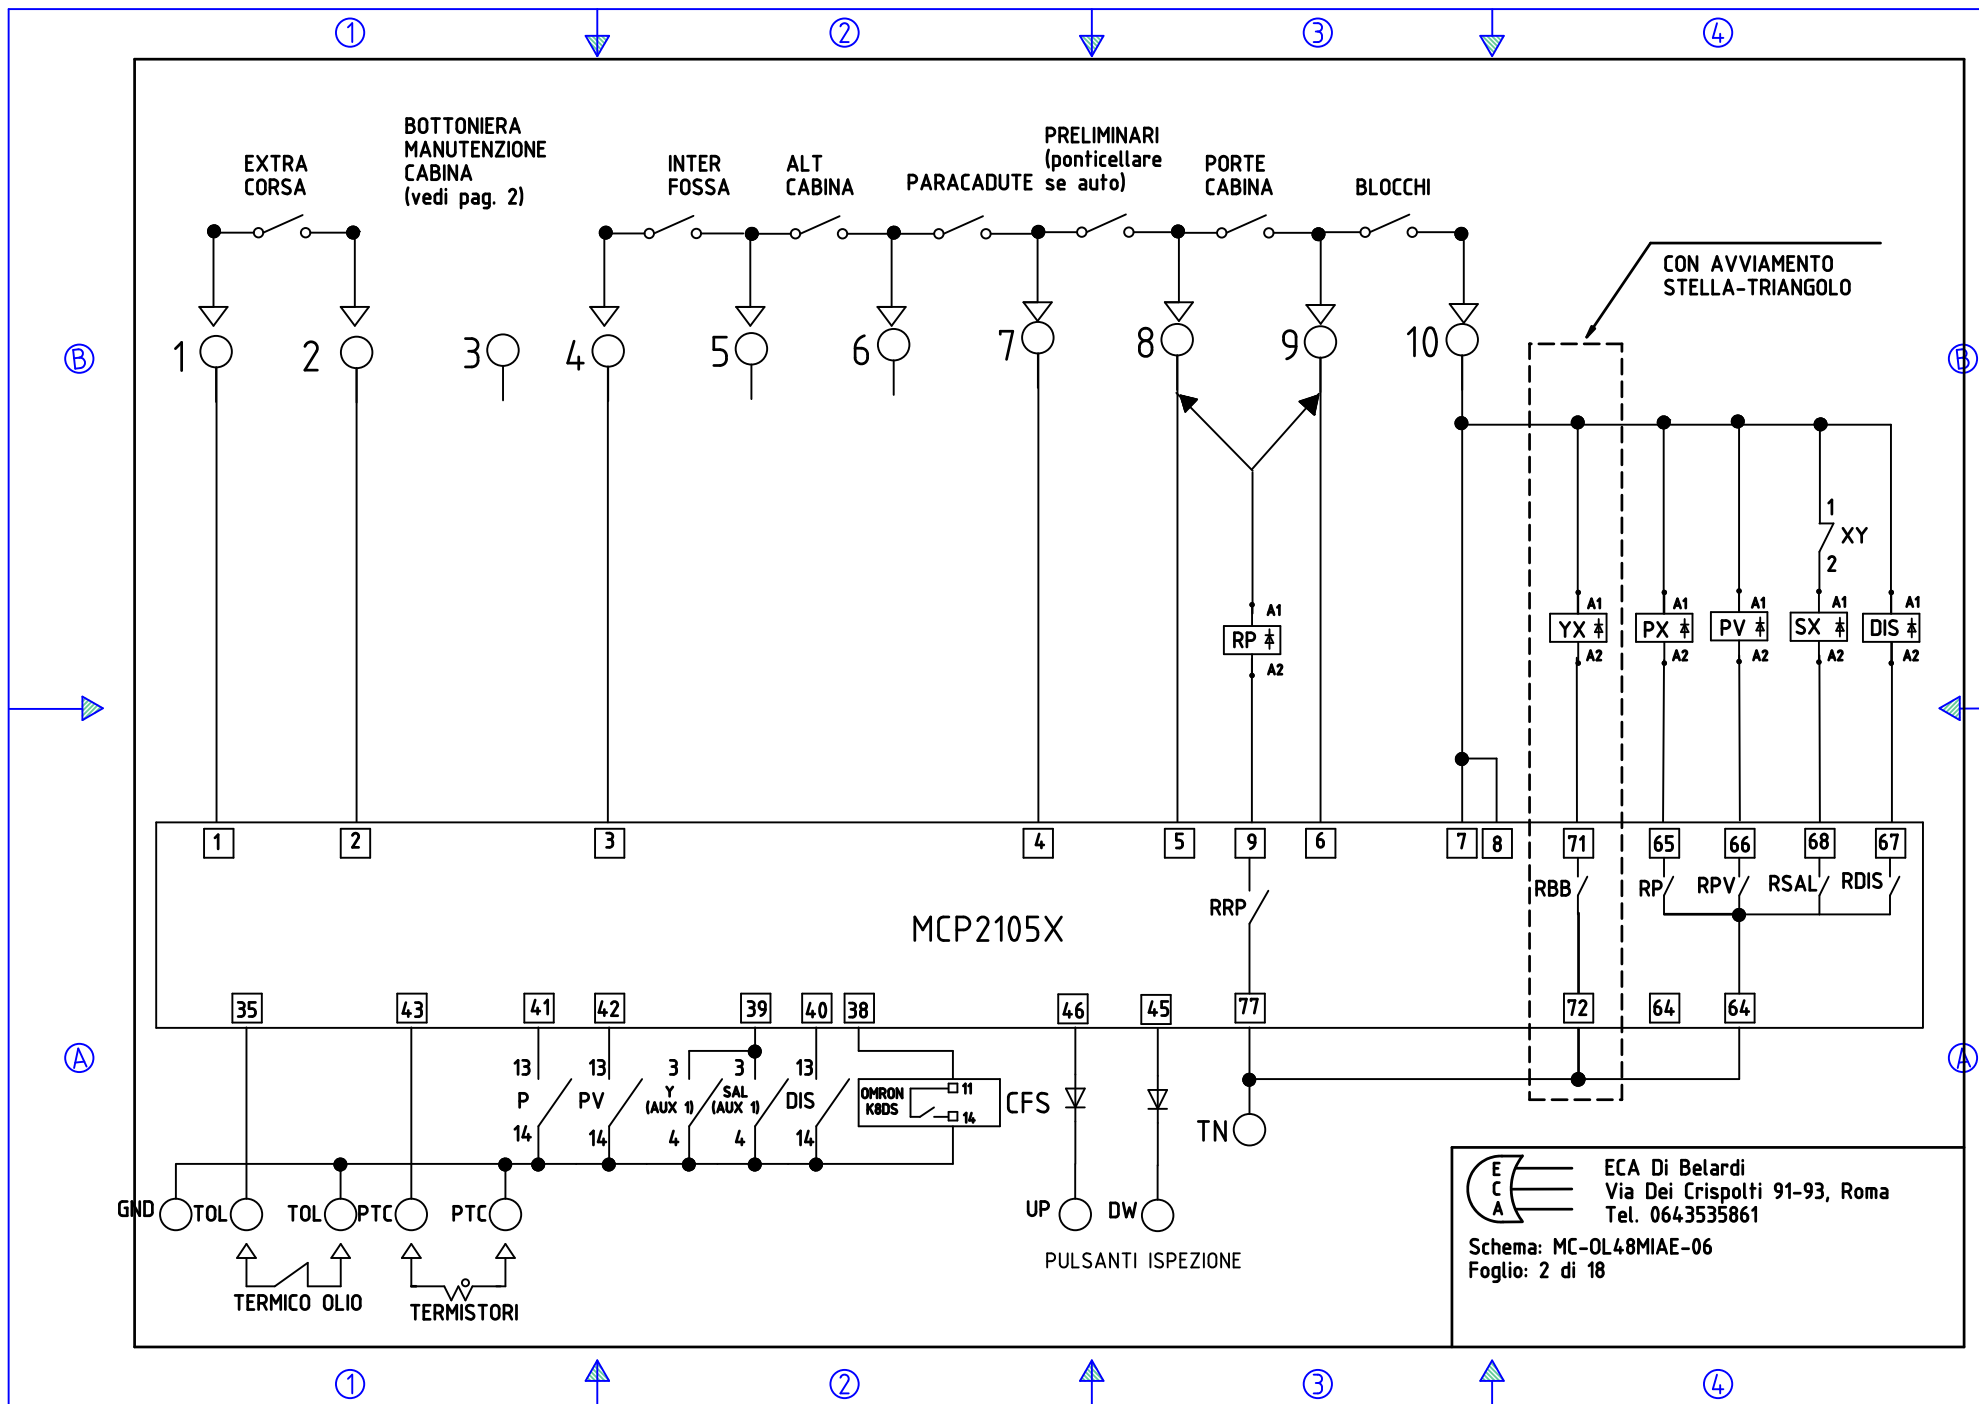 1 2 3 4
BOTTONIERA
MANUTENZIONE
CABINA
(vedi pag. 2)
EXTRA
CORSA
INTER
FOSSA
ALT
CABINA
PARACADUTE
PRELIMINARI
(ponticellare
se auto)
PORTE
CABINA
BLOCCHI
CON AVVIAMENTO
STELLA-TRIANGOLO
1 2 3 4 5 6 7 8 9 10
B B
1
XY
2
A1 A1 A1 A1 A1
YX PX PV SX DIS
A2 A2 A2 A2 A2
A1
RP
A2
1 2 3 4 5 9 6 7 8 71 65 66 68 67
RRP RBB RP RPV RSAL RDIS
MCP2105X
35 43 41 42 39 40 38 46 45 77 72 64 64
A A
13 13 3 3 13
P PV Y
(AUX 1)
SAL
(AUX 1)
DIS
14 14 4 4 14
OMRON
K8DS
11
14
CFS
TN
GND TOL TOL PTC PTC UP DW
TERMICO OLIO
TERMISTORI
PULSANTI ISPEZIONE
E
C
A
ECA Di Belardi
Via Dei Crispolti 91-93, Roma
Tel. 0643535861
Schema: MC-OL48MIAE-06
Foglio: 2 di 18
1 2 3 4